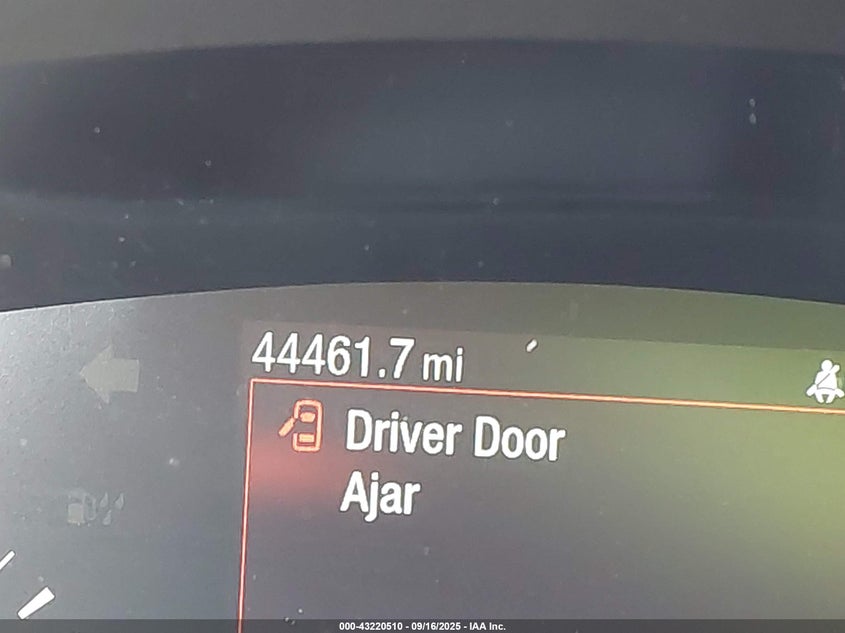 44461.7 mi
Driver Door
Ajar
000-43220510 - 09/16/2025 - IAA Inc.